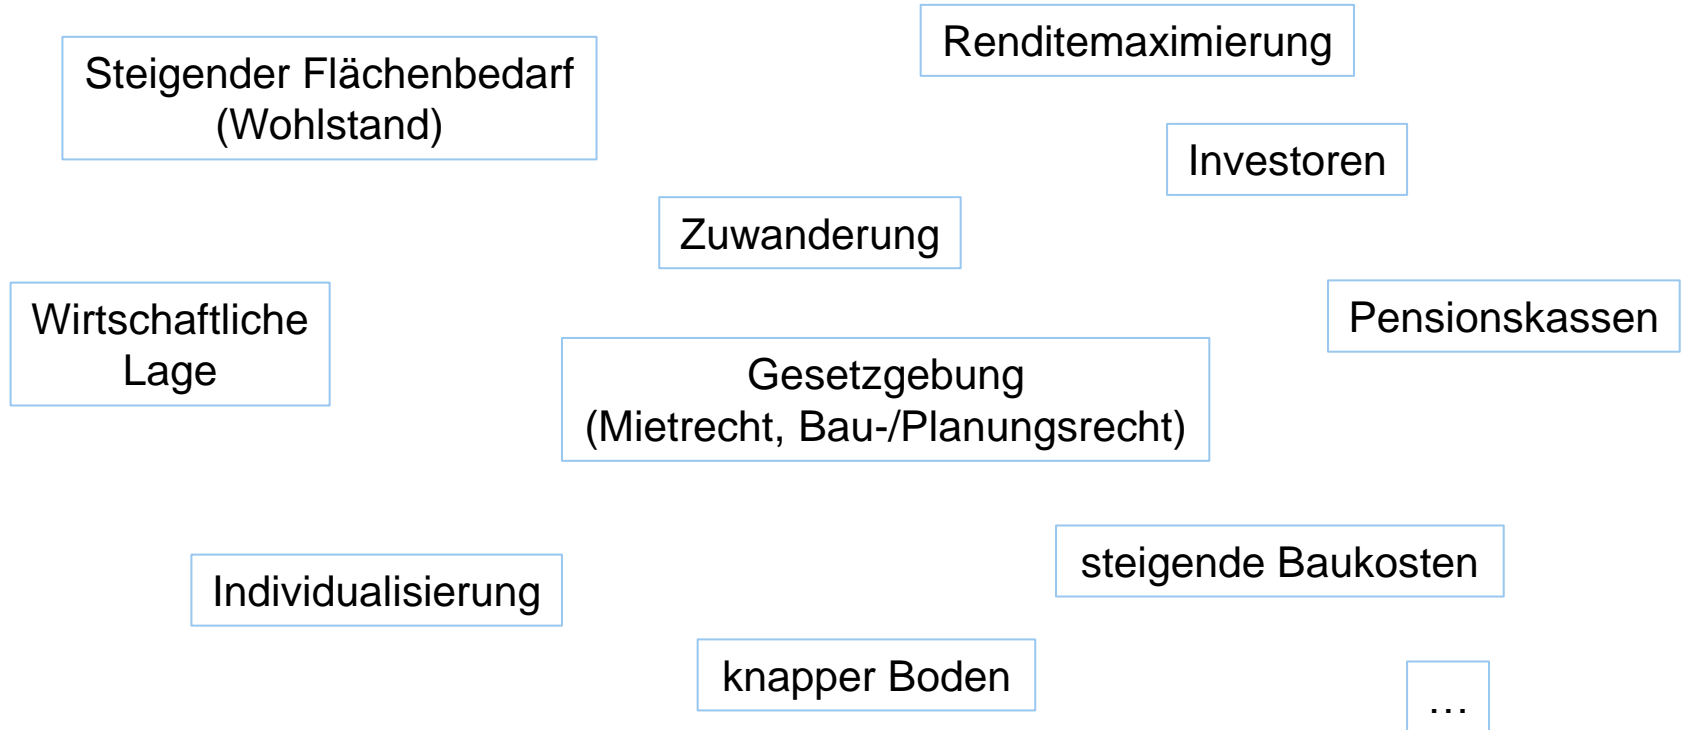 Renditemaximierung
Steigender Flächenbedarf
(Wohlstand)
Investoren
Zuwanderung
Wirtschaftliche
Lage
Pensionskassen
Gesetzgebung
(Mietrecht, Bau-/Planungsrecht)
steigende Baukosten
Individualisierung
knapper Boden
…